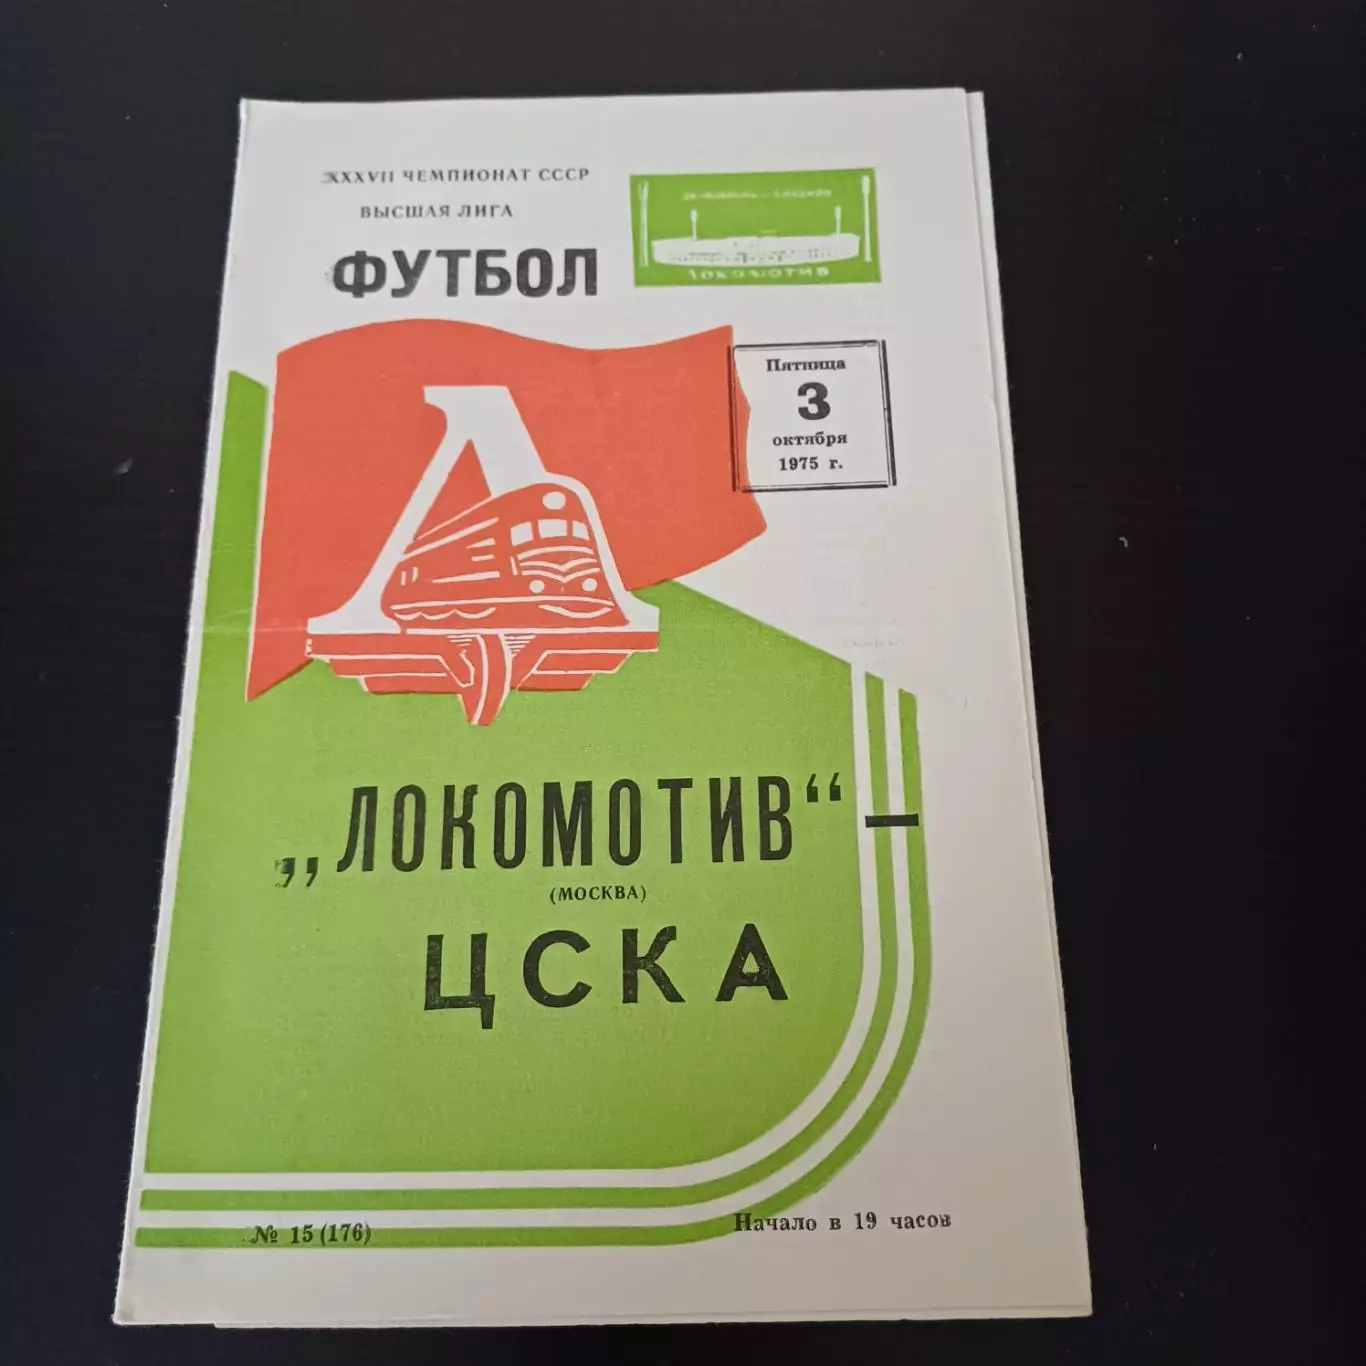 XXXVII ЧЕМПИОНАТ СССР
ВЫСШАЯ ЛИГА
ФУТБОЛ
ЛОКОМОТИВ
Пятница
3
октября
1975 г.
Л
„ЛОКОМОТИВ“ —
(МОСКВА)
ЦСКА
№ 15 (176)
Начало в 19 часов